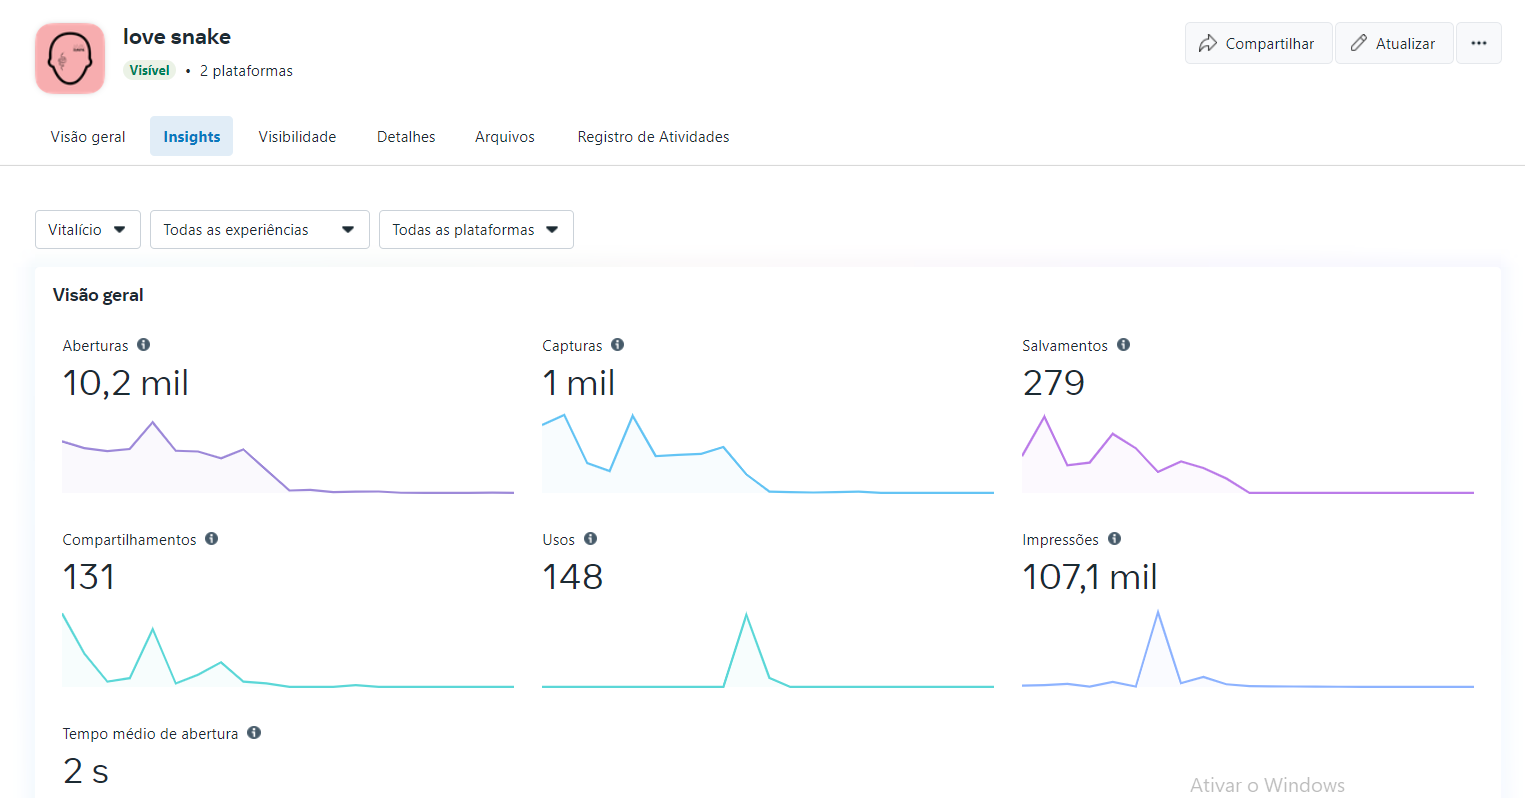 love snake
Compartilhar
Atualizar
Visível • 2 plataformas
Visão geral
Insights
Visibilidade
Detalhes
Arquivos
Registro de Atividades
Vitalício
Todas as experiências
Todas as plataformas
Visão geral
Aberturas
10,2 mil
Capturas
1 mil
Salvamentos
279
Compartilhamentos
131
Usos
148
Impressões
107,1 mil
Tempo médio de abertura
2 s
Ativar o Windows